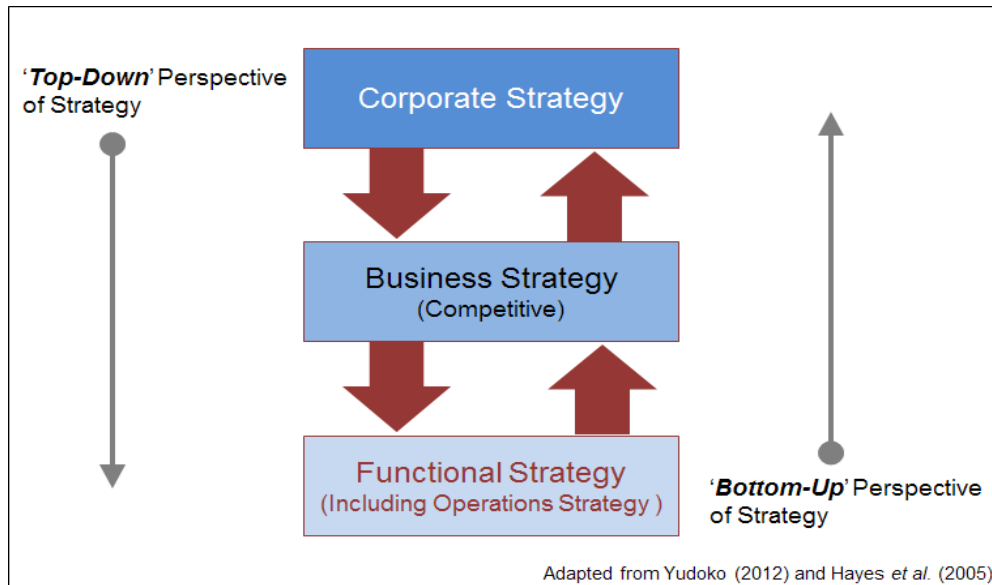 'Top-Down' Perspective
of Strategy
Corporate Strategy
Business Strategy
(Competitive)
Functional Strategy
(Including Operations Strategy )
'Bottom-Up' Perspective
of Strategy
Adapted from Yudoko (2012) and Hayes et al. (2005)